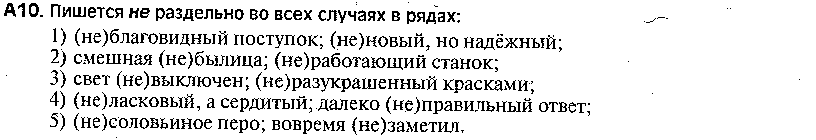 А10. Пишется не раздельно во всех случаях в рядах:
1) (не)благовидный поступок; (не)новый, но надёжный;
2) смешная (не)былица; (не)работающий станок;
3) свет (не)выключен; (не)разукрашенный красками;
4) (не)ласковый, а сердитый; далеко (не)правильный ответ;
5) (не)соловьиное перо; вовремя (не)заметил.